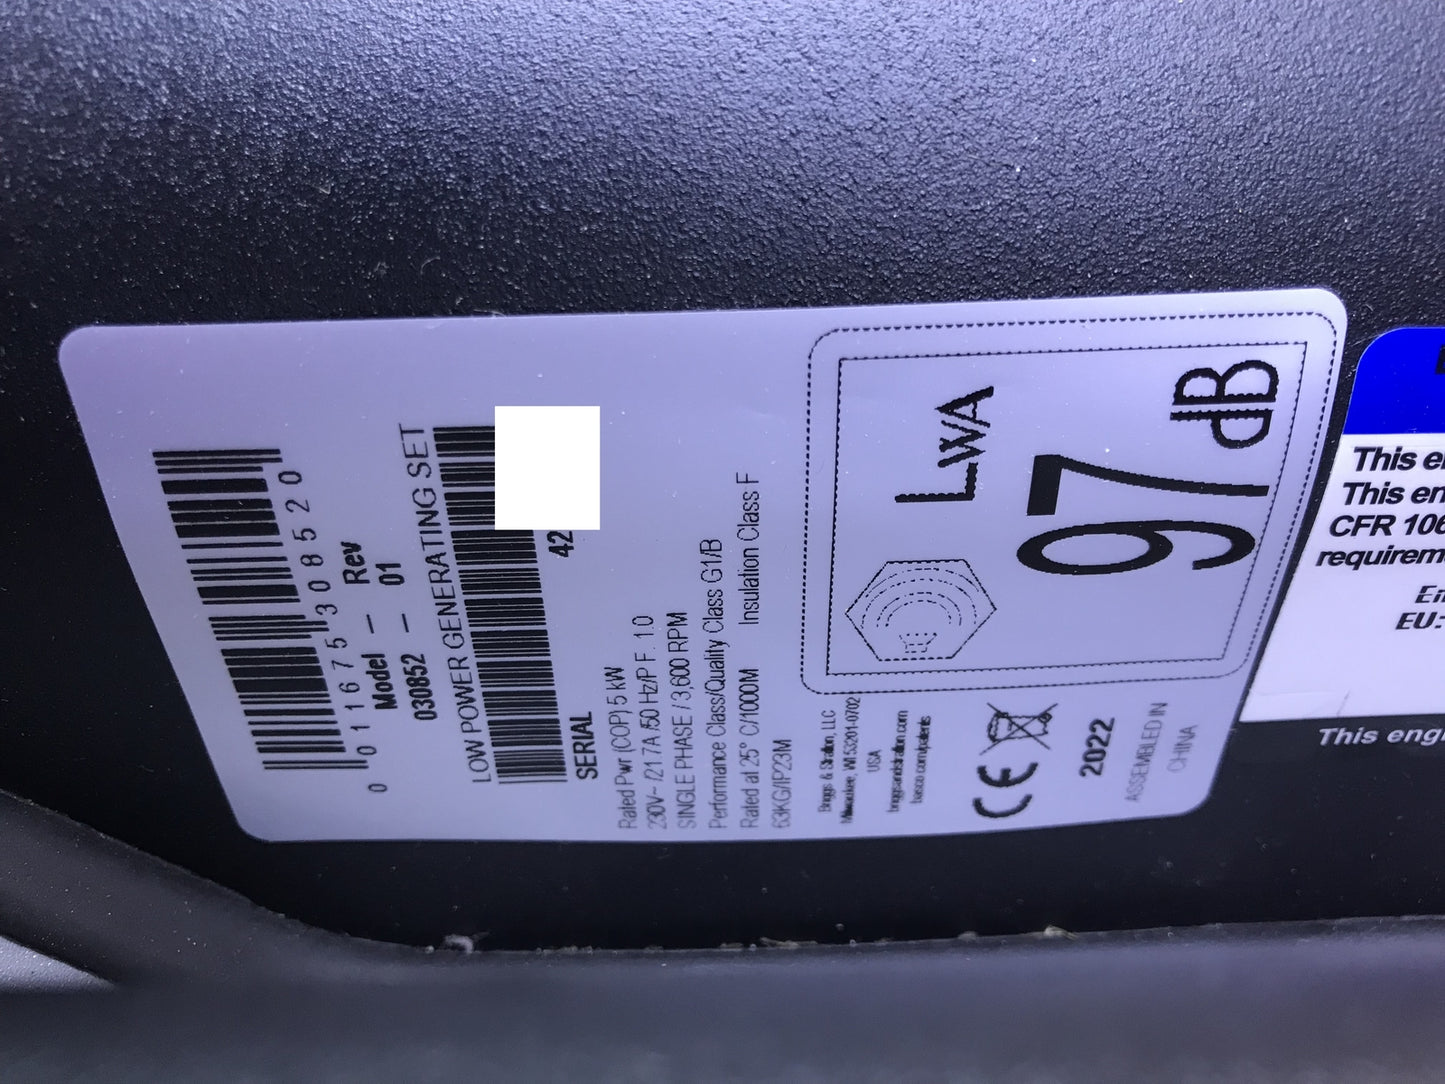 0 011675 308520
Model — Rev
030852 — 01
LOW POWER GENERATING SET
SERIAL 42
Rated Pwr (COP) 5 kW
230V~ /21.7A /50 Hz/P.F. 1.0
SINGLE PHASE / 3,600 RPM
Performance Class/Quality Class G1/B
Rated at 25° C/1000M Insulation Class F
63KG/IP23M
LWA
97 dB
Briggs & Stratton, LLC
Milwaukee, WI 53201-0702
USA
briggsandstratton.com
basco.com/patents
CE
2022
ASSEMBLED IN
CHINA
This
This en
CFR 106
requirem
EU:
This eng